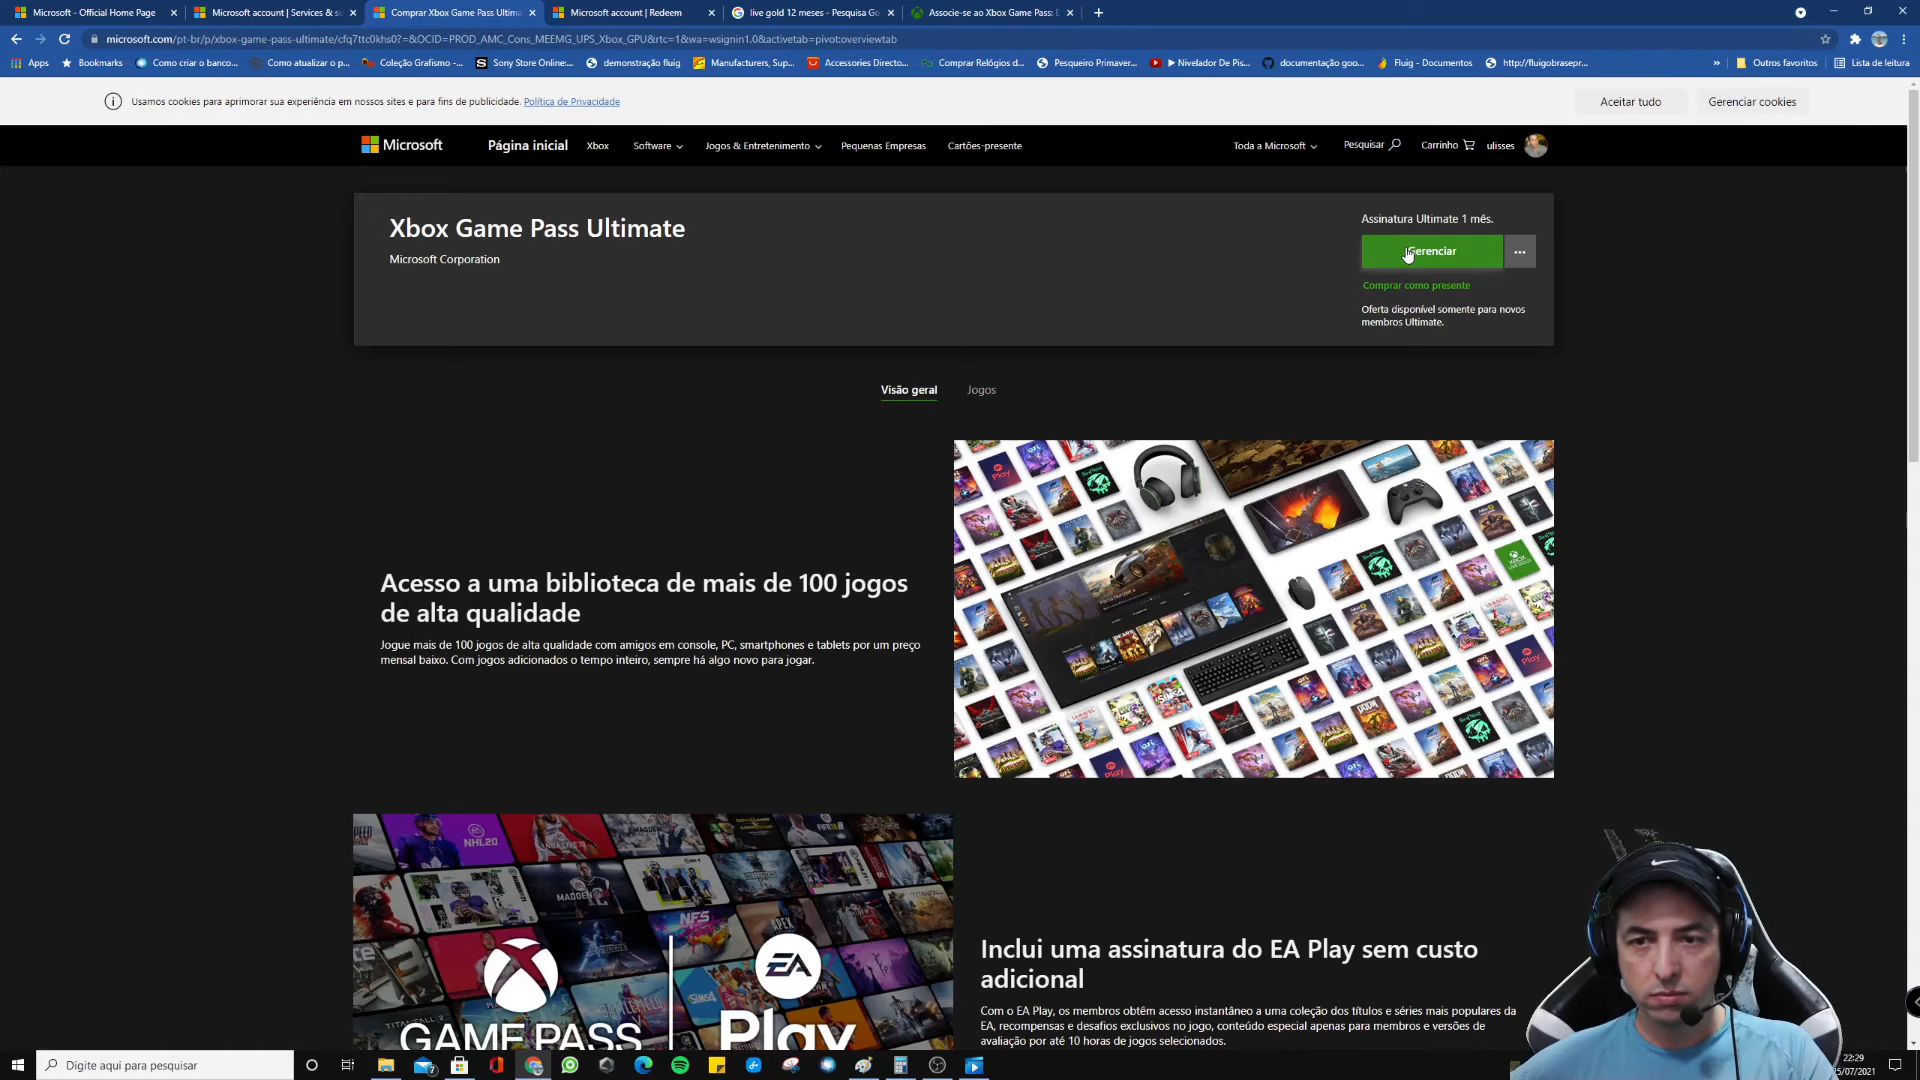 Microsoft - Official Home Page
Microsoft account | Services & su
Comprar Xbox Game Pass Ultima
Microsoft account | Redeem
live gold 12 meses - Pesquisa Go
Associe-se ao Xbox Game Pass: D
microsoft.com/pt-br/p/xbox-game-pass-ultimate/cfq7ttc0khs0?=&OCID=PROD_AMC_Cons_MEEMG_UPS_Xbox_GPU&rtc=1&wa=wsignin1.0&activetab=pivot:overviewtab
Apps
Bookmarks
Como criar o banco...
Como atualizar o p...
Coleção Grafismo -...
Sony Store Online:...
demonstração fluig
Manufacturers, Sup...
Accessories Directo...
Comprar Relógios d...
Pesqueiro Primaver...
Nivelador De Pis...
documentação goo...
Fluig - Documentos
http://fluigobrasepr...
»
Outros favoritos
Lista de leitura
Usamos cookies para aprimorar sua experiência em nossos sites e para fins de publicidade. Política de Privacidade
Aceitar tudo
Gerenciar cookies
Microsoft
Página inicial
Xbox
Software
Jogos & Entretenimento
Pequenas Empresas
Cartões-presente
Toda a Microsoft
Pesquisar
Carrinho
ulisses
Xbox Game Pass Ultimate
Microsoft Corporation
Assinatura Ultimate 1 mês.
Gerenciar
...
Comprar como presente
Oferta disponível somente para novos
membros Ultimate.
Visão geral
Jogos
Acesso a uma biblioteca de mais de 100 jogos
de alta qualidade
Jogue mais de 100 jogos de alta qualidade com amigos em console, PC, smartphones e tablets por um preço
mensal baixo. Com jogos adicionados o tempo inteiro, sempre há algo novo para jogar.
NHL20
MADDEN
NFS
APEX
SIMS4
EA
GAME PASS
Play
Inclui uma assinatura do EA Play sem custo
adicional
Com o EA Play, os membros obtêm acesso instantâneo a uma coleção dos títulos e séries mais populares da
EA, recompensas e desafios exclusivos no jogo, conteúdo especial apenas para membros e versões de
avaliação por até 10 horas de jogos selecionados.
Digite aqui para pesquisar
7
22:29
25/07/2021